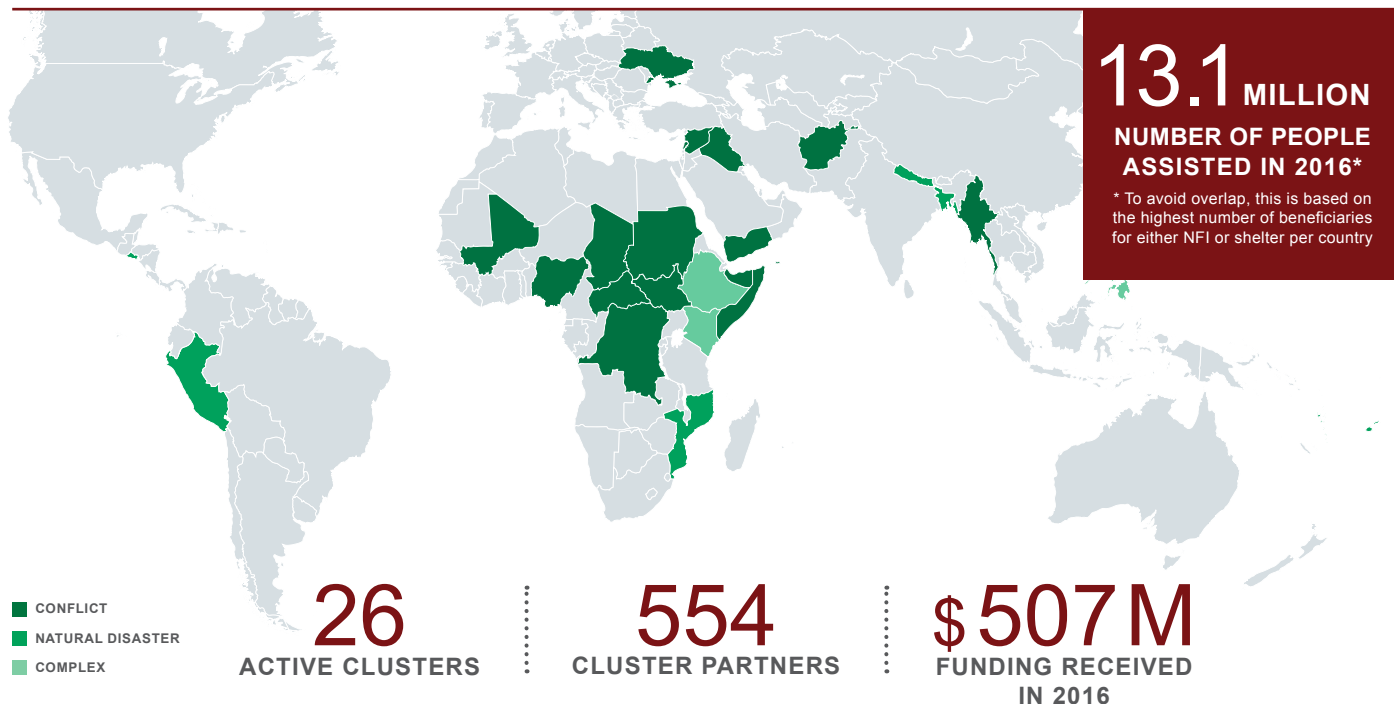 13.1 MILLION
NUMBER OF PEOPLE
ASSISTED IN 2016*
* To avoid overlap, this is based on
the highest number of beneficiaries
for either NFI or shelter per country
CONFLICT
NATURAL DISASTER
COMPLEX
26
ACTIVE CLUSTERS
554
CLUSTER PARTNERS
$ 507 M
FUNDING RECEIVED
IN 2016